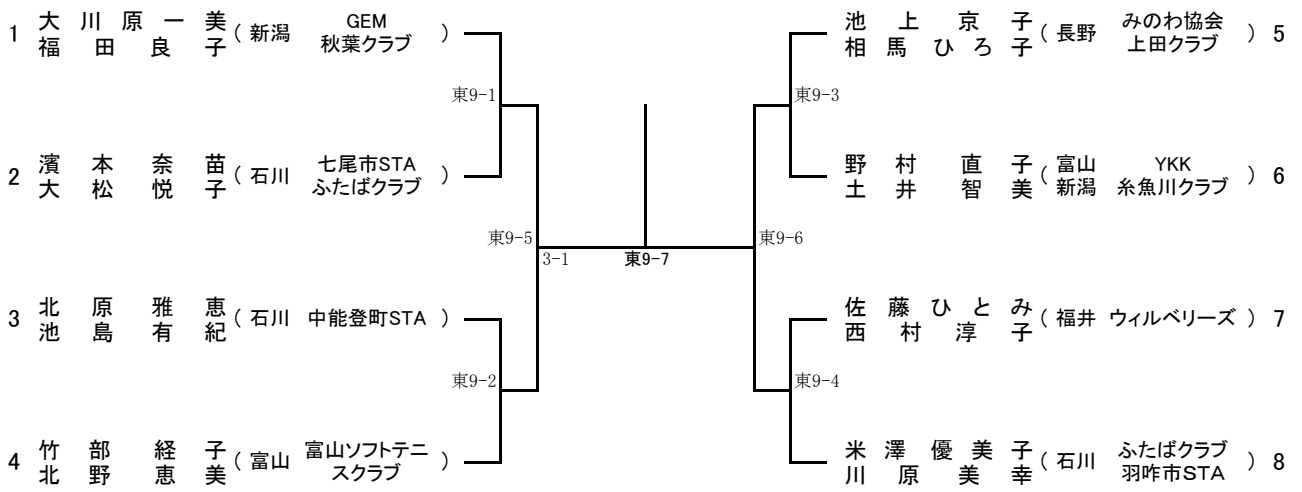 1 大川原一美 福田良子 (新潟 GEM 秋葉クラブ)
東9-1
2 濱本奈苗 大松悦子 (石川 七尾市STA ふたばクラブ)
東9-5
3-1
3 北原雅恵 池島有紀 (石川 中能登町STA)
東9-2
4 竹部経子 北野恵美 (富山 富山ソフトテニスクラブ)
東9-7
池上京子 相馬ひろ子 (長野 みのわ協会 上田クラブ) 5
東9-3
野村直子 土井智美 (富山 新潟 YKK 糸魚川クラブ) 6
東9-6
佐藤ひとみ 西村淳子 (福井 ウィルベリーズ) 7
東9-4
米澤優美子 川原美幸 (石川 ふたばクラブ 羽咋市STA) 8